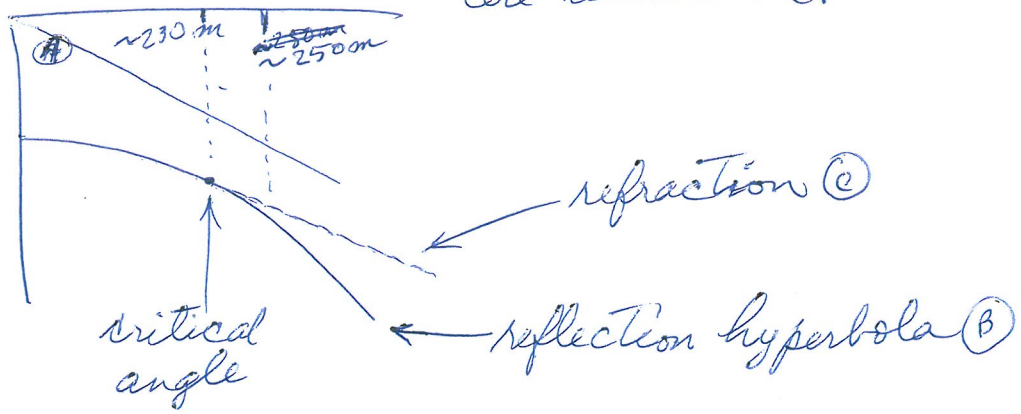 ~230 m
~250 m
Ⓐ
refraction Ⓒ
critical
angle
reflection hyperbola Ⓑ